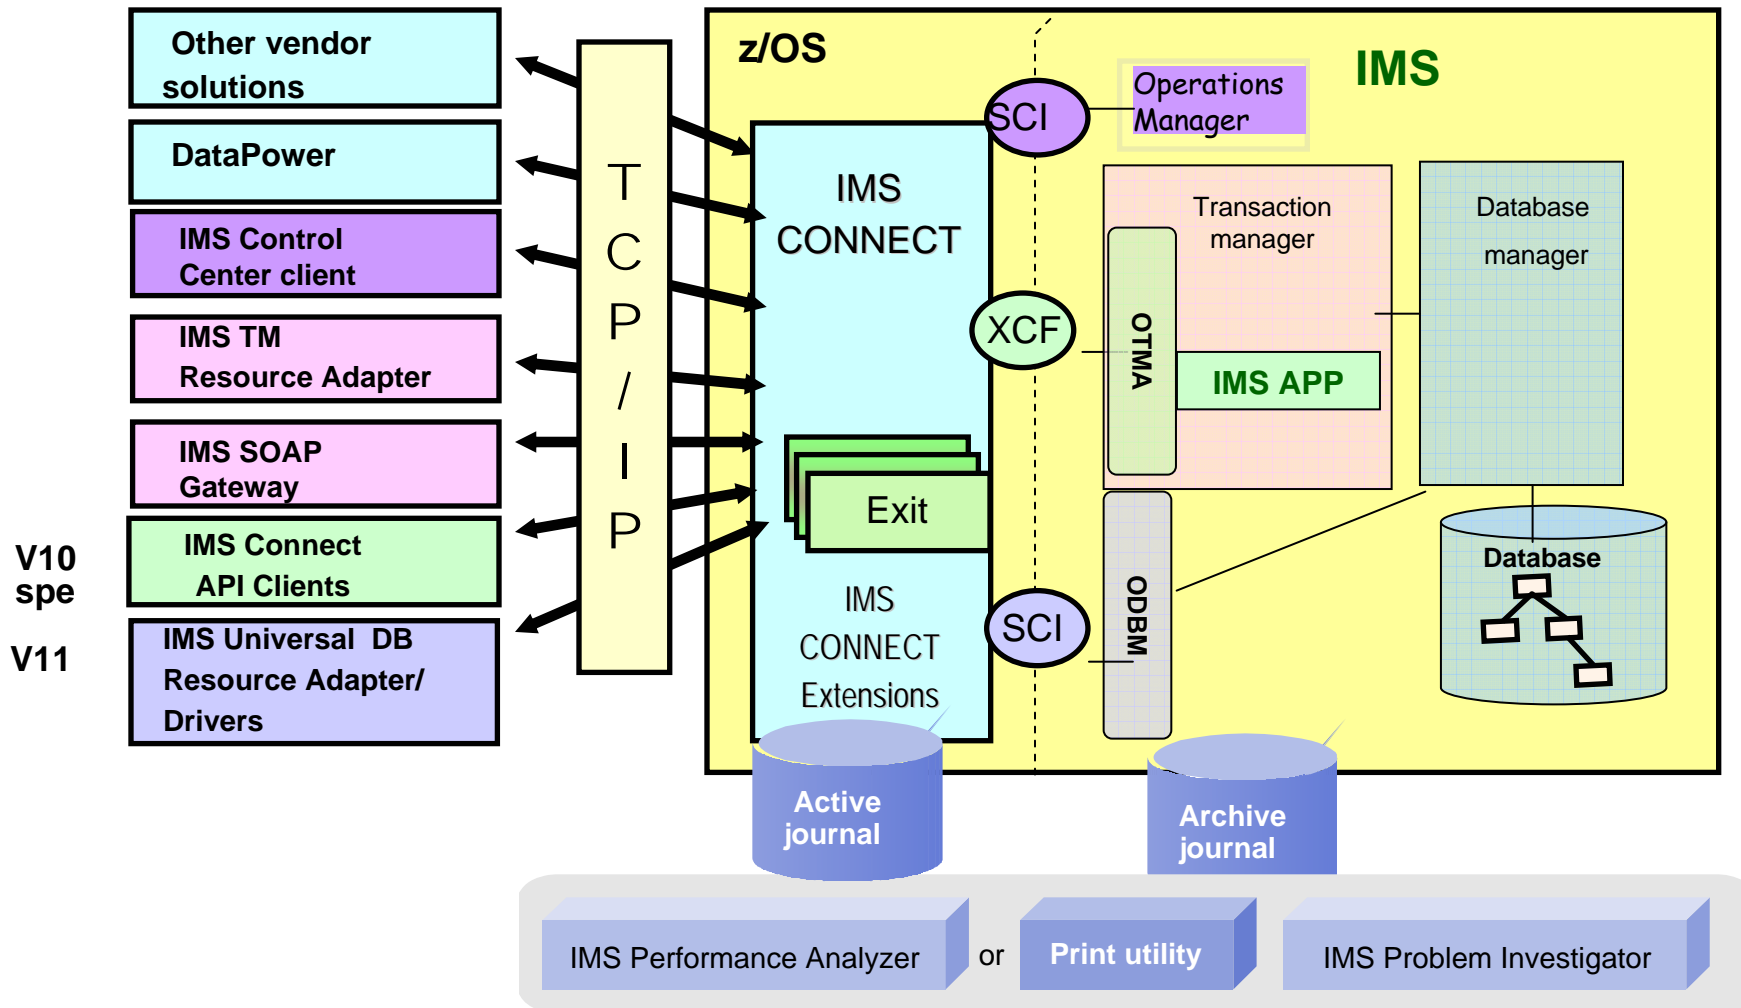 Other vendor
solutions
DataPower
IMS Control
Center client
IMS TM
Resource Adapter
IMS SOAP
Gateway
V10
spe
IMS Connect
API Clients
V11
IMS Universal DB
Resource Adapter/
Drivers
T
C
P
/
I
P
z/OS
IMS
CONNECT
Exit
IMS
CONNECT
Extensions
SCI
XCF
SCI
IMS
Operations
Manager
Transaction
manager
OTMA
IMS APP
ODBM
Database
manager
Database
Active
journal
Archive
journal
IMS Performance Analyzer
or
Print utility
IMS Problem Investigator